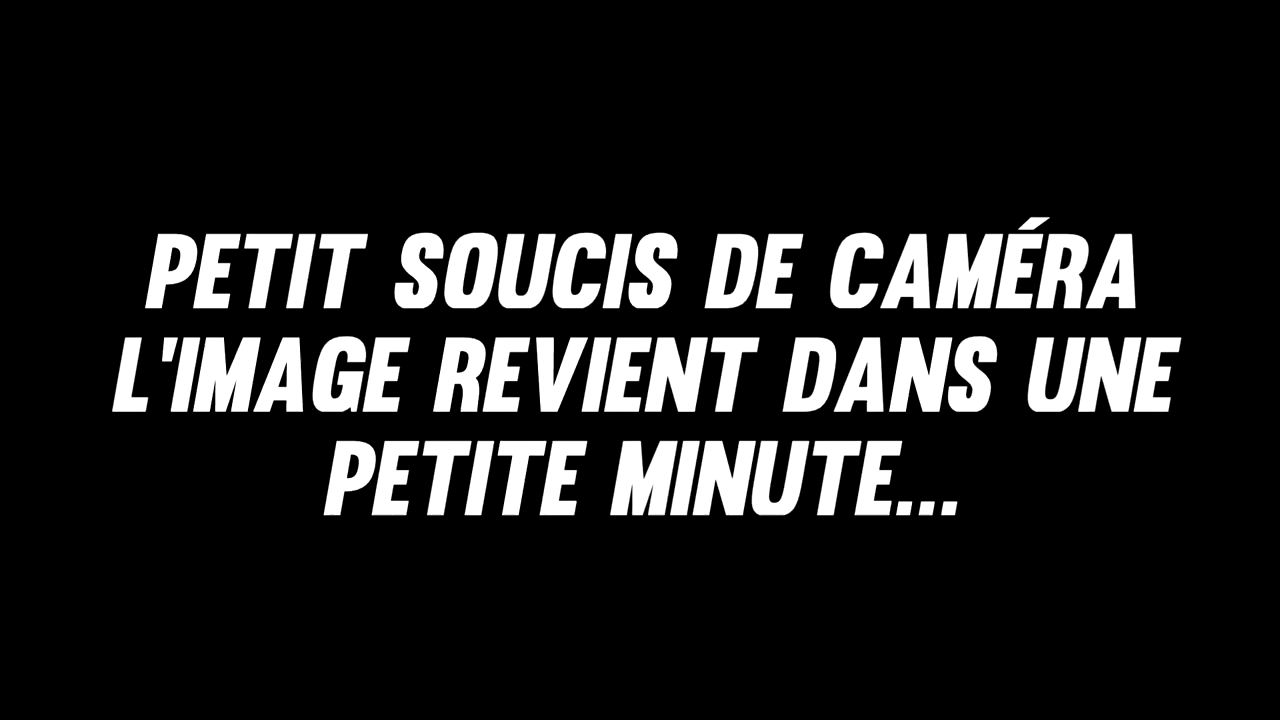 PETIT SOUCIS DE CAMÉRA
L'IMAGE REVIENT DANS UNE
PETITE MINUTE...